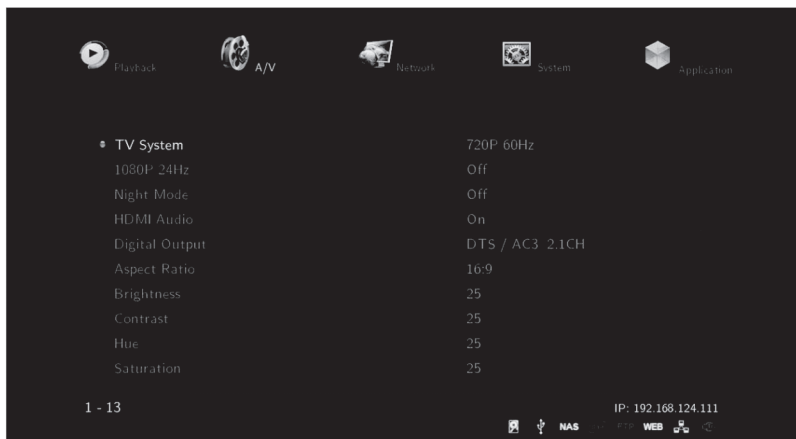 Playback
A/V
Network
System
Application
TV System 720P 60Hz
1080P 24Hz Off
Night Mode Off
HDMI Audio On
Digital Output DTS / AC3 2.1CH
Aspect Ratio 16:9
Brightness 25
Contrast 25
Hue 25
Saturation 25
1 - 13
IP: 192.168.124.111
NAS FTP WEB